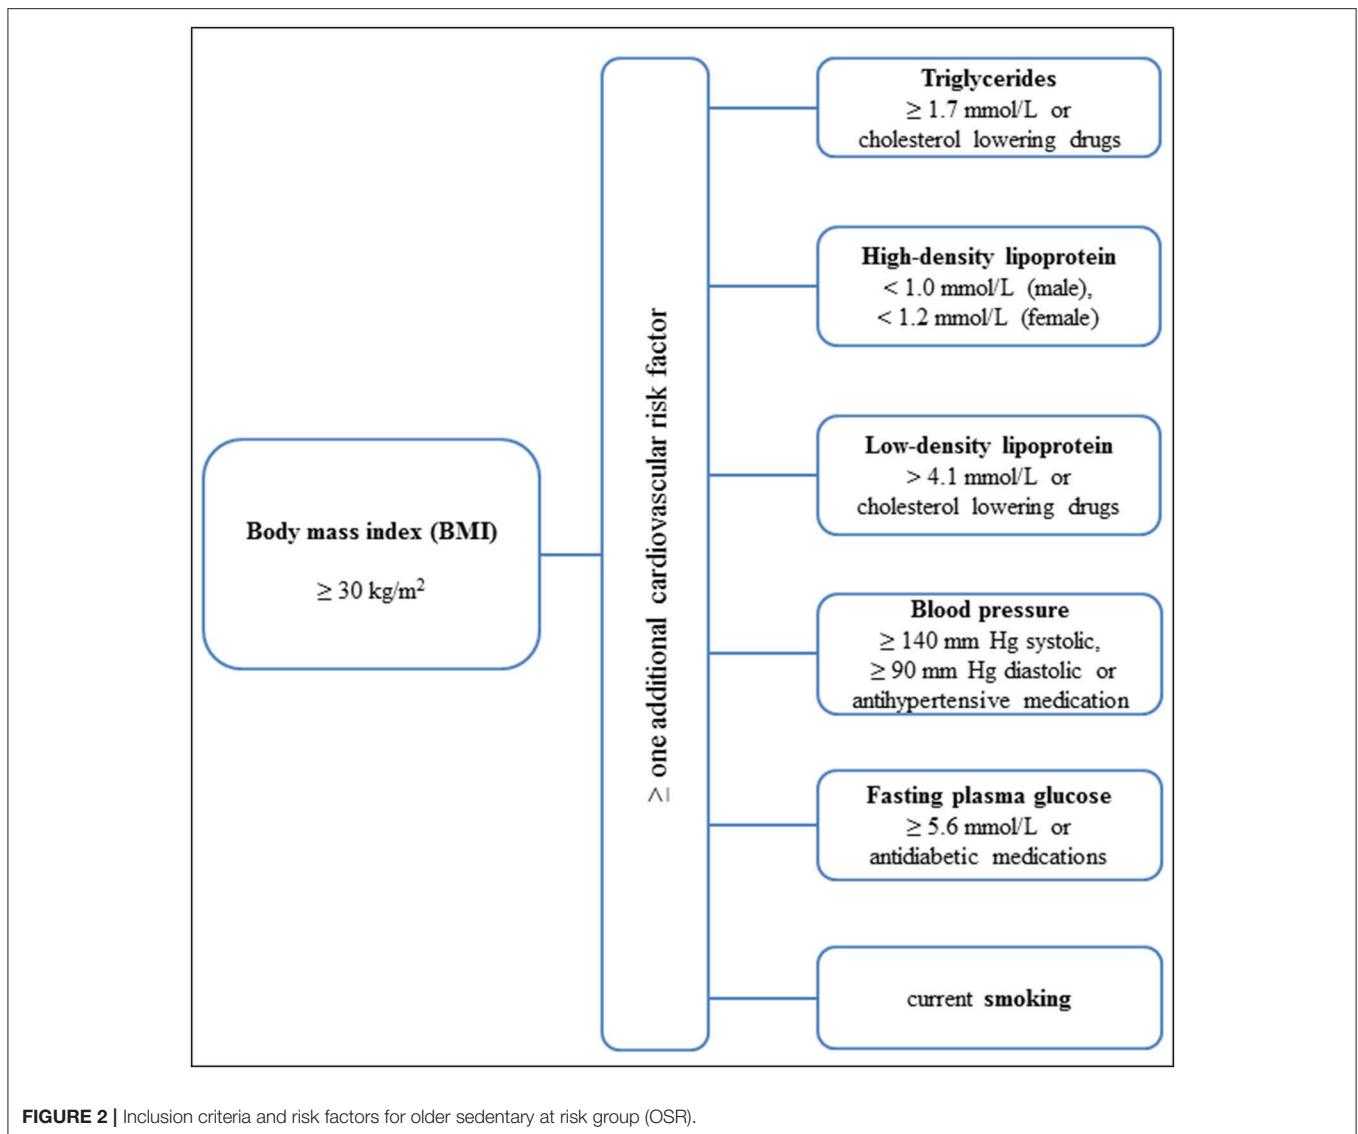 Body mass index (BMI)
≥ 30 kg/m²
≥ one additional cardiovascular risk factor
Triglycerides
≥ 1.7 mmol/L or
cholesterol lowering drugs
High-density lipoprotein
< 1.0 mmol/L (male),
< 1.2 mmol/L (female)
Low-density lipoprotein
> 4.1 mmol/L or
cholesterol lowering drugs
Blood pressure
≥ 140 mm Hg systolic,
≥ 90 mm Hg diastolic or
antihypertensive medication
Fasting plasma glucose
≥ 5.6 mmol/L or
antidiabetic medications
current smoking
FIGURE 2 | Inclusion criteria and risk factors for older sedentary at risk group (OSR).